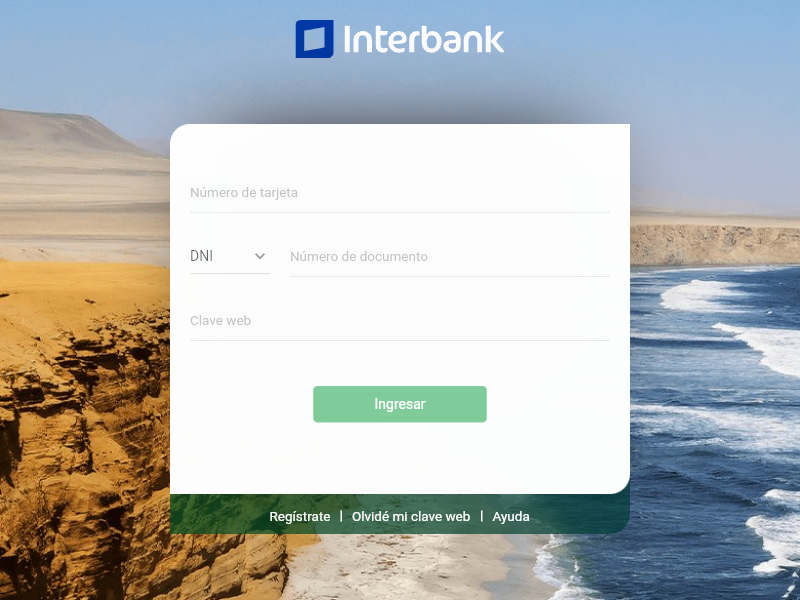 Interbank
Número de tarjeta
DNI Número de documento
Clave web
Ingresar
Regístrate | Olvidé mi clave web | Ayuda